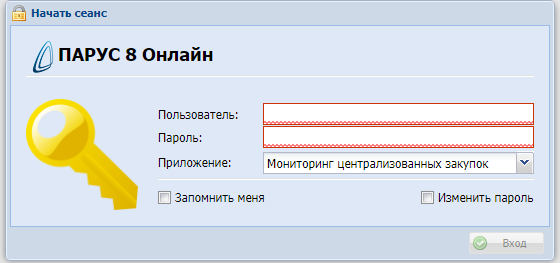 Начать сеанс
ПАРУС 8 Онлайн
Пользователь:
Пароль:
Приложение: Мониторинг централизованных закупок
Запомнить меня Изменить пароль
Вход